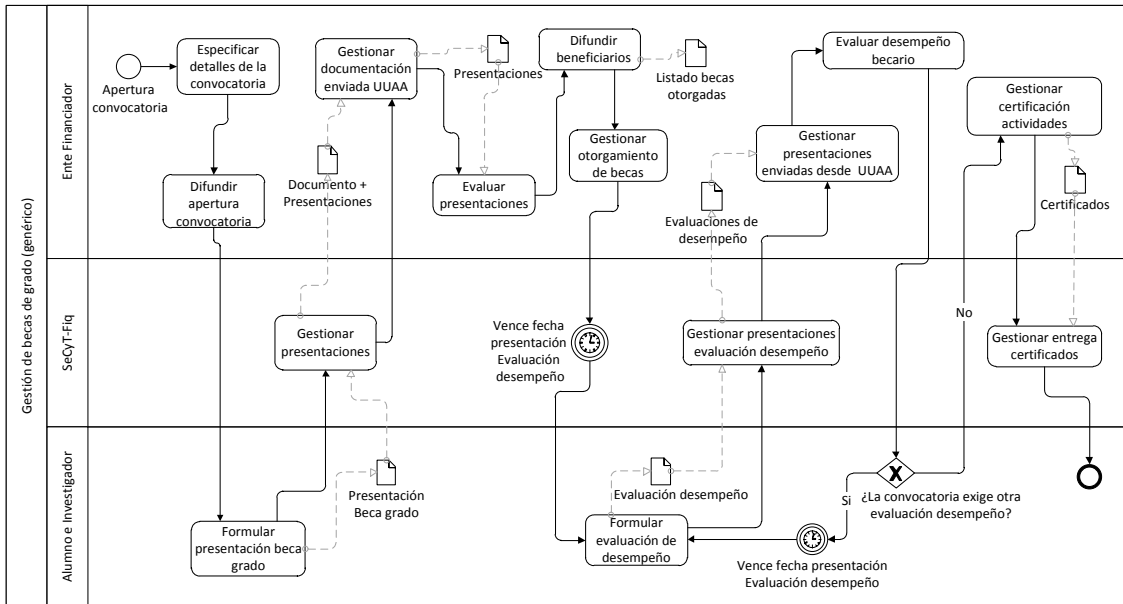 Gestión de becas de grado (genérico)
Ente Financiador
Apertura
convocatoria
Especificar
detalles de la
convocatoria
Difundir
apertura
convocatoria
Gestionar
documentación
enviada UUAA
Documento +
Presentaciones
Presentaciones
Evaluar
presentaciones
Difundir
beneficiarios
Listado becas
otorgadas
Gestionar
otorgamiento
de becas
Evaluar desempeño
becario
Gestionar
presentaciones
enviadas desde UUAA
Evaluaciones de
desempeño
Gestionar
certificación
actividades
Certificados
SeCyT-Fiq
Gestionar
presentaciones
Vence fecha
presentación
Evaluación
desempeño
Gestionar presentaciones
evaluación desempeño
No
Gestionar entrega
certificados
Alumno e Investigador
Formular
presentación beca
grado
Presentación
Beca grado
Evaluación desempeño
Formular
evaluación de
desempeño
Si
¿La convocatoria exige otra
evaluación desempeño?
Vence fecha presentación
Evaluación desempeño